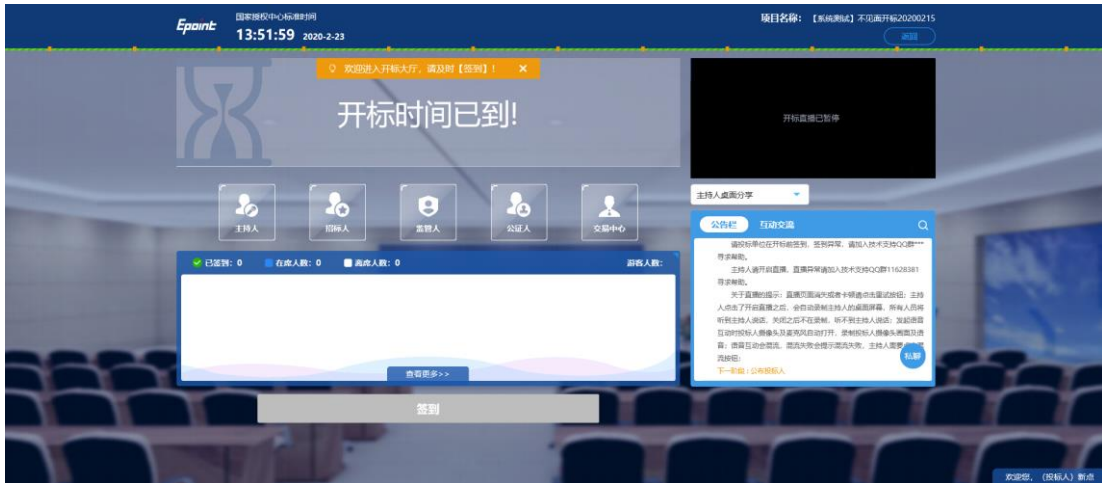 Epoint
国家授权中心标准时间
13:51:59 2020-2-23
项目名称：【系统测试】不见面开标20200215
返回
欢迎进入开标大厅，请及时【签到】！ ×
开标时间已到!
开标直播已暂停
主持人桌面分享
主持人
招标人
监管人
公证人
交易中心
公告栏 互动交流
已签到：0 在席人数：0 离席人数：0 游客人数：
请投标单位在开标前签到，签到异常，请加入技术支持QQ群***
寻求帮助。
主持人请开启直播，直播异常请加入技术支持QQ群11628381
寻求帮助。
关于直播的提示：直播页面消失或者卡顿请点击重试按钮；主持
人点击了开启直播之后，会自动录制主持人的桌面屏幕，所有人员将
听到主持人说话，关闭之后不在录制，听不到主持人说话；发起语音
互动时投标人摄像头及麦克风自动打开，录制投标人摄像头画面及语
音；语音互动会混流，混流失败会提示混流失败，主持人需要
流按钮；
私聊
下一阶段：公布投标人
查看更多>>
签到
欢迎您，（投标人）新点